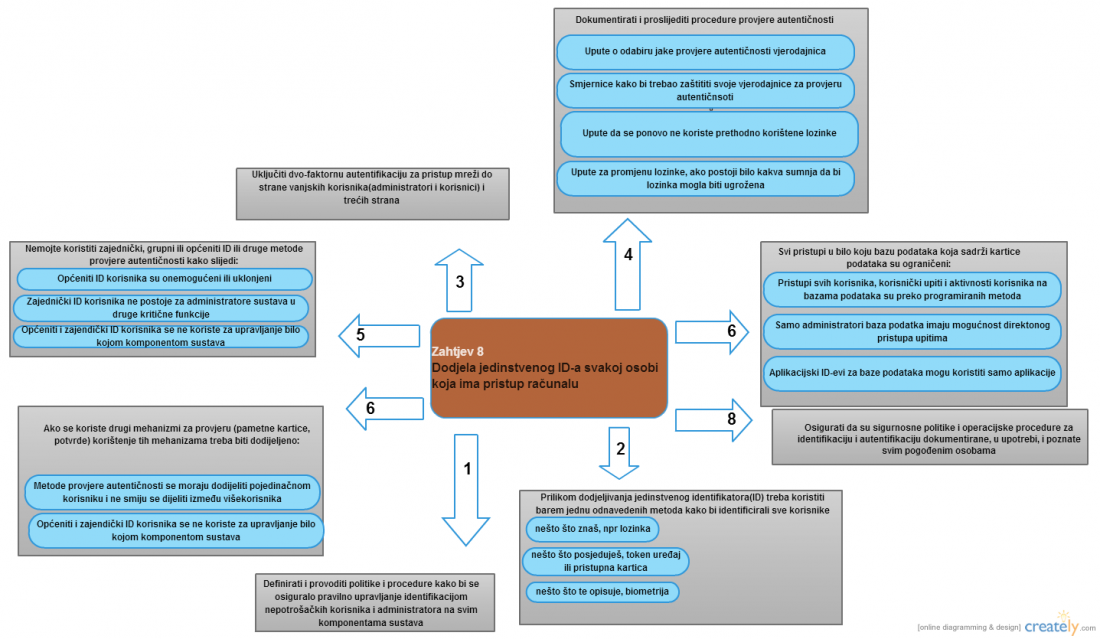 Dokumentirati i proslijediti procedure provjere autentičnosti
Upute o odabiru jake provjere autentičnosti vjerodajnica
Smjernice kako bi trebao zaštititi svoje vjerodajnice za provjeru
autentičnsoti
Upute da se ponovo ne koriste prethodno korištene lozinke
Upute za promjenu lozinke, ako postoji bilo kakva sumnja da bi
lozinka mogla biti ugrožena
Uključiti dvo-faktornu autentifikaciju za pristup mreži do
strane vanjskih korisnika(administratori i korisnici) i
trećih strana
Nemojte koristiti zajednički, grupni ili općeniti ID ili druge metode
provjere autentičnosti kako slijedi:
Općeniti ID korisnika su onemogućeni ili uklonjeni
Zajednički ID korisnika ne postoje za administratore sustava u
druge kritične funkcije
Općeniti i zajendički ID korisnika se ne koriste za upravljanje bilo
kojom komponentom sustava
3
4
5
6
Zahtjev 8
Dodjela jedinstvenog ID-a svakoj osobi
koja ima pristup računalu
6
8
1
2
Svi pristupi u bilo koju bazu podataka koja sadrži kartice
podataka su ograničeni:
Pristupi svih korisnika, korisnički upiti i aktivnosti korisnika na
bazama podataka su preko programiranih metoda
Samo administratori baza podatka imaju mogućnost direktonog
pristupa upitima
Aplikacijski ID-evi za baze podataka mogu koristiti samo aplikacije
Ako se koriste drugi mehanizmi za provjeru (pametne kartice,
potvrde) korištenje tih mehanizama treba biti dodijeljeno:
Metode provjere autentičnosti se moraju dodijeliti pojedinačnom
korisniku i ne smiju se dijeliti između višekorisnika
Općeniti i zajendički ID korisnika se ne koriste za upravljanje bilo
kojom komponentom sustava
Osigurati da su sigurnosne politike i operacijske procedure za
identifikaciju i autentifikaciju dokumentirane, u upotrebi, i poznate
svim pogođenim osobama
Prilikom dodjeljivanja jedinstvenog identifikatora(ID) treba koristiti
barem jednu odnavedenih metoda kako bi identificirali sve korisnike
nešto što znaš, npr lozinka
nešto što posjeduješ, token uređaj
ili pristupna kartica
nešto što te opisuje, biometrija
Definirati i provoditi politike i procedure kako bi se
osiguralo pravilno upravljanje identifikacijom
nepotrošačkih korisnika i administratora na svim
komponentama sustava
[online diagramming & design] creately.com